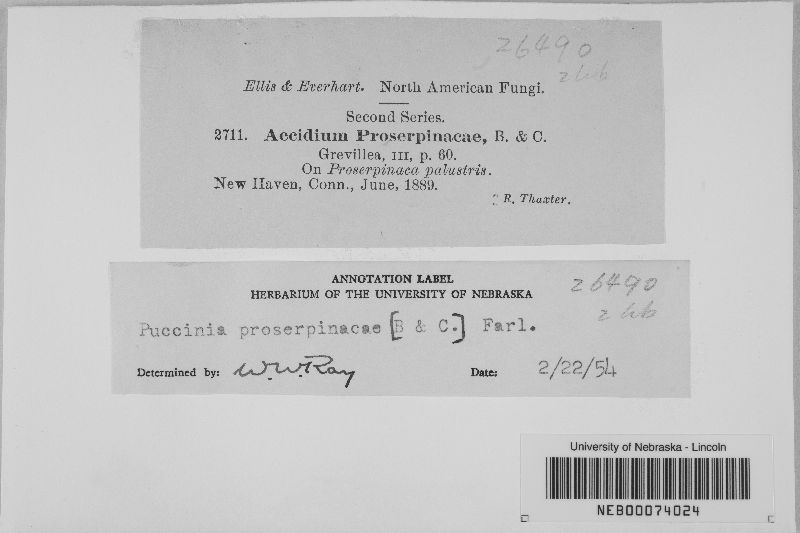 26490
Ellis & Everhart. North American Fungi.
Second Series.
2711. Aecidium Proserpinacae, B. & C.
Grevillea, III, p. 60.
On Proserpinaca palustris.
New Haven, Conn., June, 1889.
R. Thaxter.
ANNOTATION LABEL
HERBARIUM OF THE UNIVERSITY OF NEBRASKA
26490
Puccinia proserpinacae [B & C.] Farl.
Determined by: W.W.Ray Date: 2/22/54
University of Nebraska - Lincoln
NEB00074024